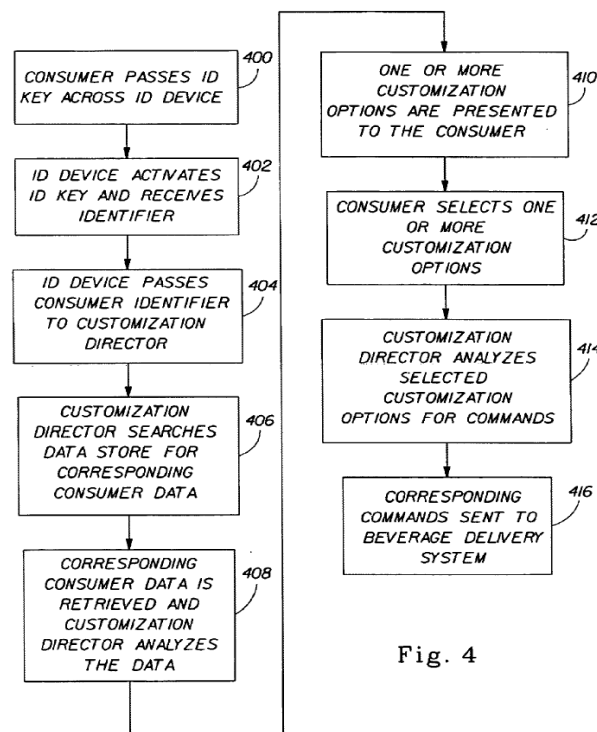 CONSUMER PASSES ID
KEY ACROSS ID DEVICE
400
ID DEVICE ACTIVATES
ID KEY AND RECEIVES
IDENTIFIER
402
ID DEVICE PASSES
CONSUMER IDENTIFIER
TO CUSTOMIZATION
DIRECTOR
404
CUSTOMIZATION
DIRECTOR SEARCHES
DATA STORE FOR
CORRESPONDING
CONSUMER DATA
406
CORRESPONDING
CONSUMER DATA IS
RETRIEVED AND
CUSTOMIZATION
DIRECTOR ANALYZES
THE DATA
408
ONE OR MORE
CUSTOMIZATION
OPTIONS ARE PRESENTED
TO THE CONSUMER
410
CONSUMER SELECTS ONE
OR MORE
CUSTOMIZATION
OPTIONS
412
CUSTOMIZATION
DIRECTOR ANALYZES
SELECTED
CUSTOMIZATION
OPTIONS FOR COMMANDS
414
CORRESPONDING
COMMANDS SENT TO
BEVERAGE DELIVERY
SYSTEM
416
Fig. 4